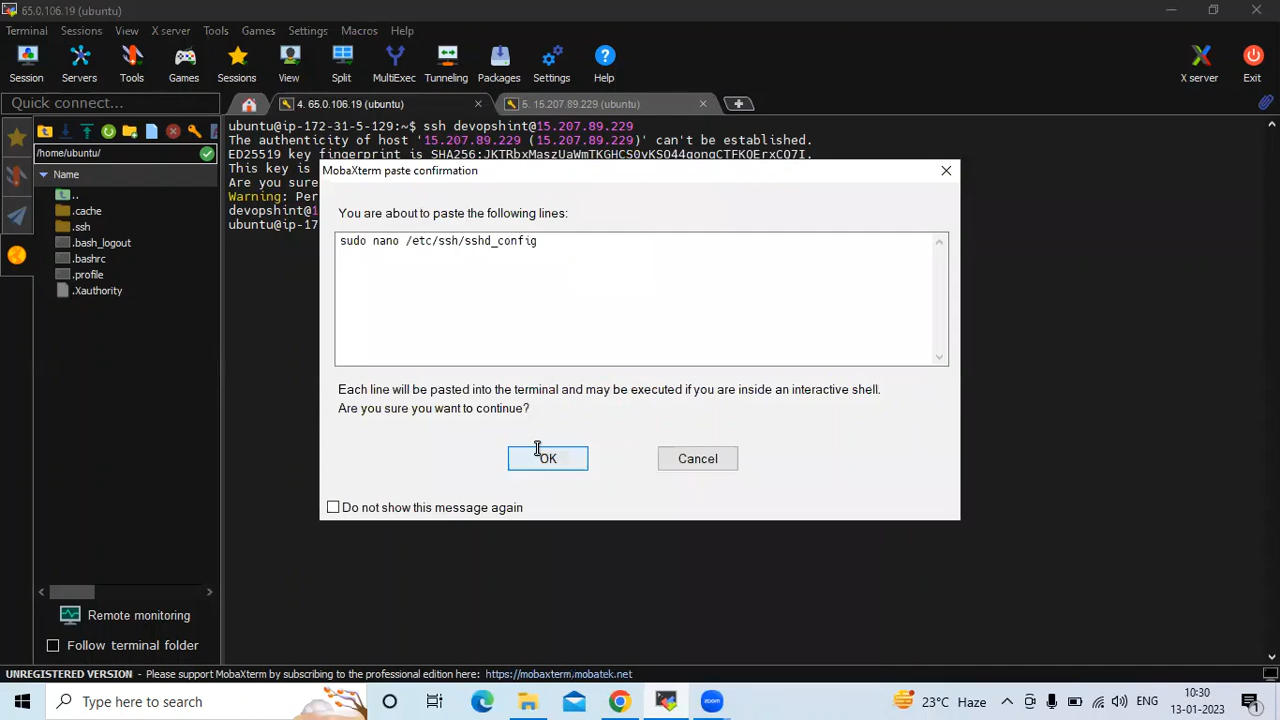 65.0.106.19 (ubuntu)
Terminal Sessions View X server Tools Games Settings Macros Help
Session Servers Tools Games Sessions View Split MultiExec Tunneling Packages Settings Help X server Exit
Quick connect...
4. 65.0.106.19 (ubuntu)
5. 15.207.89.229 (ubuntu)
/home/ubuntu/
Name
..
.cache
.ssh
.bash_logout
.bashrc
.profile
.Xauthority
ubuntu@ip-172-31-5-129:~$ ssh devopshint@15.207.89.229
The authenticity of host '15.207.89.229 (15.207.89.229)' can't be established.
ED25519 key fingerprint is
This key is
Are you sure
Warning: Per
devopshint@1
ubuntu@ip-17
MobaXterm paste confirmation
You are about to paste the following lines:
sudo nano /etc/ssh/sshd_config
Each line will be pasted into the terminal and may be executed if you are inside an interactive shell.
Are you sure you want to continue?
OK
Cancel
Do not show this message again
Remote monitoring
Follow terminal folder
UNREGISTERED VERSION - Please support MobaXterm by subscribing to the professional edition here: https://mobaxterm.mobatek.net
Type here to search
zoom
23°C Haze
ENG
10:30
13-01-2023
1